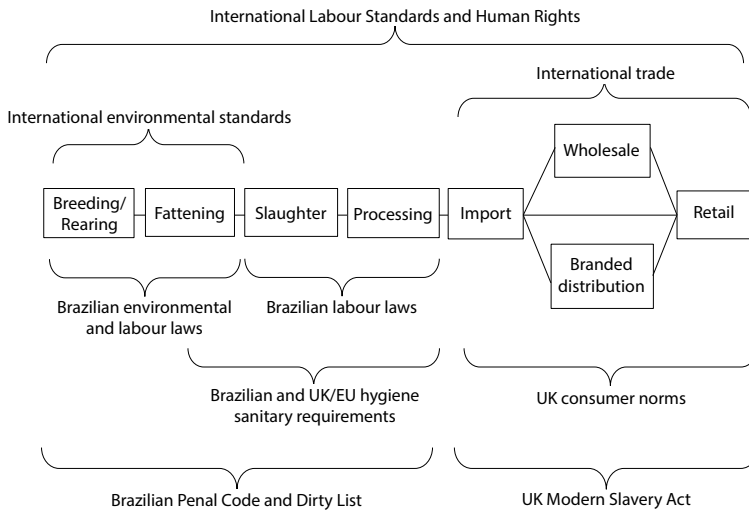 International Labour Standards and Human Rights
International trade
International environmental standards
Wholesale
Breeding/
Rearing
Fattening
Slaughter
Processing
Import
Retail
Branded
distribution
Brazilian environmental
and labour laws
Brazilian labour laws
Brazilian and UK/EU hygiene
sanitary requirements
UK consumer norms
Brazilian Penal Code and Dirty List
UK Modern Slavery Act